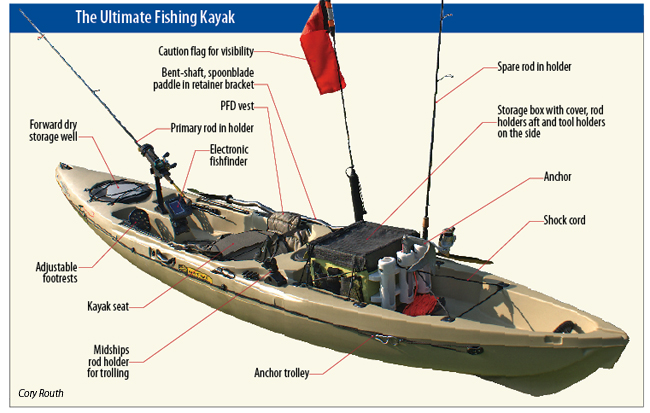 The Ultimate Fishing Kayak
Caution flag for visibility
Bent-shaft, spoonblade
paddle in retainer bracket
PFD vest
Primary rod in holder
Forward dry
storage well
Electronic
fishfinder
Spare rod in holder
Storage box with cover, rod
holders aft and tool holders
on the side
Anchor
Shock cord
Adjustable
footrests
Kayak seat
Midships
rod holder
for trolling
Anchor trolley
Cory Routh